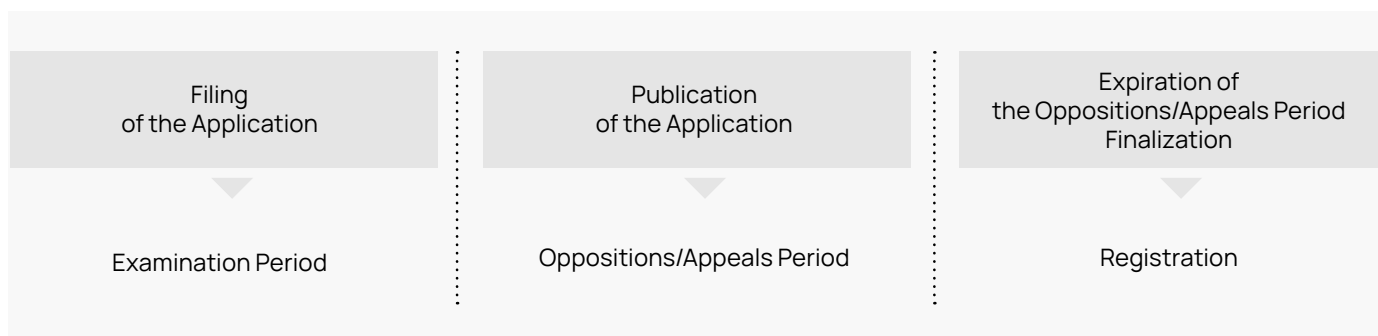 Filing
of the Application
Examination Period
Publication
of the Application
Oppositions/Appeals Period
Expiration of
the Oppositions/Appeals Period
Finalization
Registration